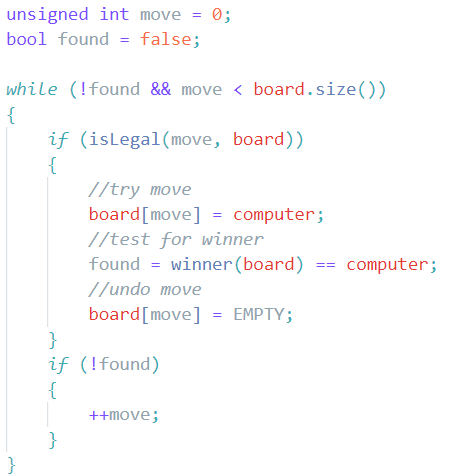 unsigned int move = 0;
bool found = false;

while (!found && move < board.size())
{
    if (isLegal(move, board))
    {
        //try move
        board[move] = computer;
        //test for winner
        found = winner(board) == computer;
        //undo move
        board[move] = EMPTY;
    }
    if (!found)
    {
        ++move;
    }
}